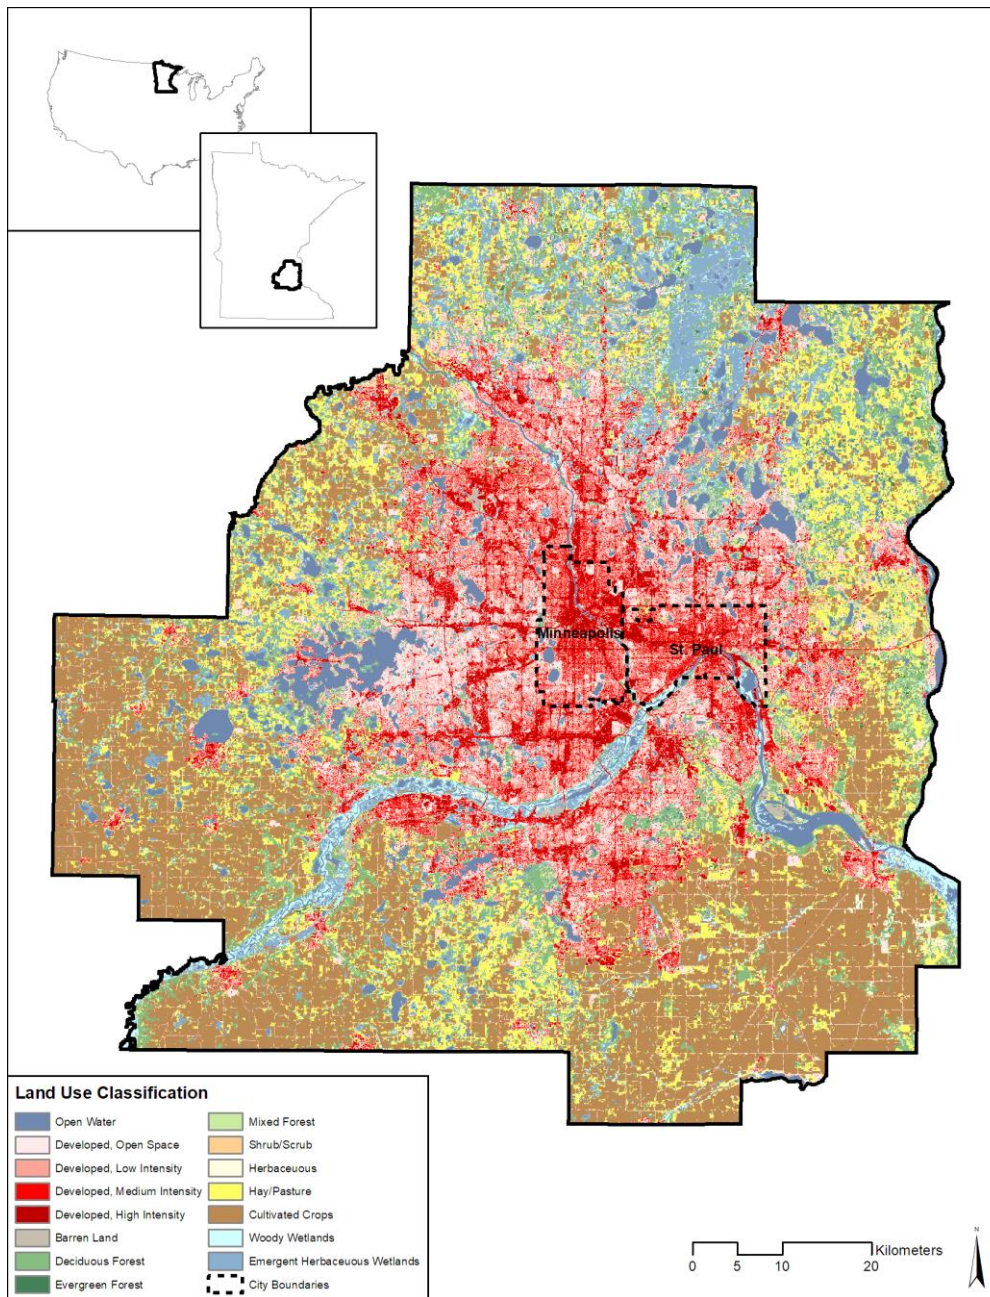 Minneapolis
St. Paul
Land Use Classification
Open Water
Developed, Open Space
Developed, Low Intensity
Developed, Medium Intensity
Developed, High Intensity
Barren Land
Deciduous Forest
Evergreen Forest
Mixed Forest
Shrub/Scrub
Herbaceuous
Hay/Pasture
Cultivated Crops
Woody Wetlands
Emergent Herbaceuous Wetlands
City Boundaries
Kilometers
0 5 10 20
N